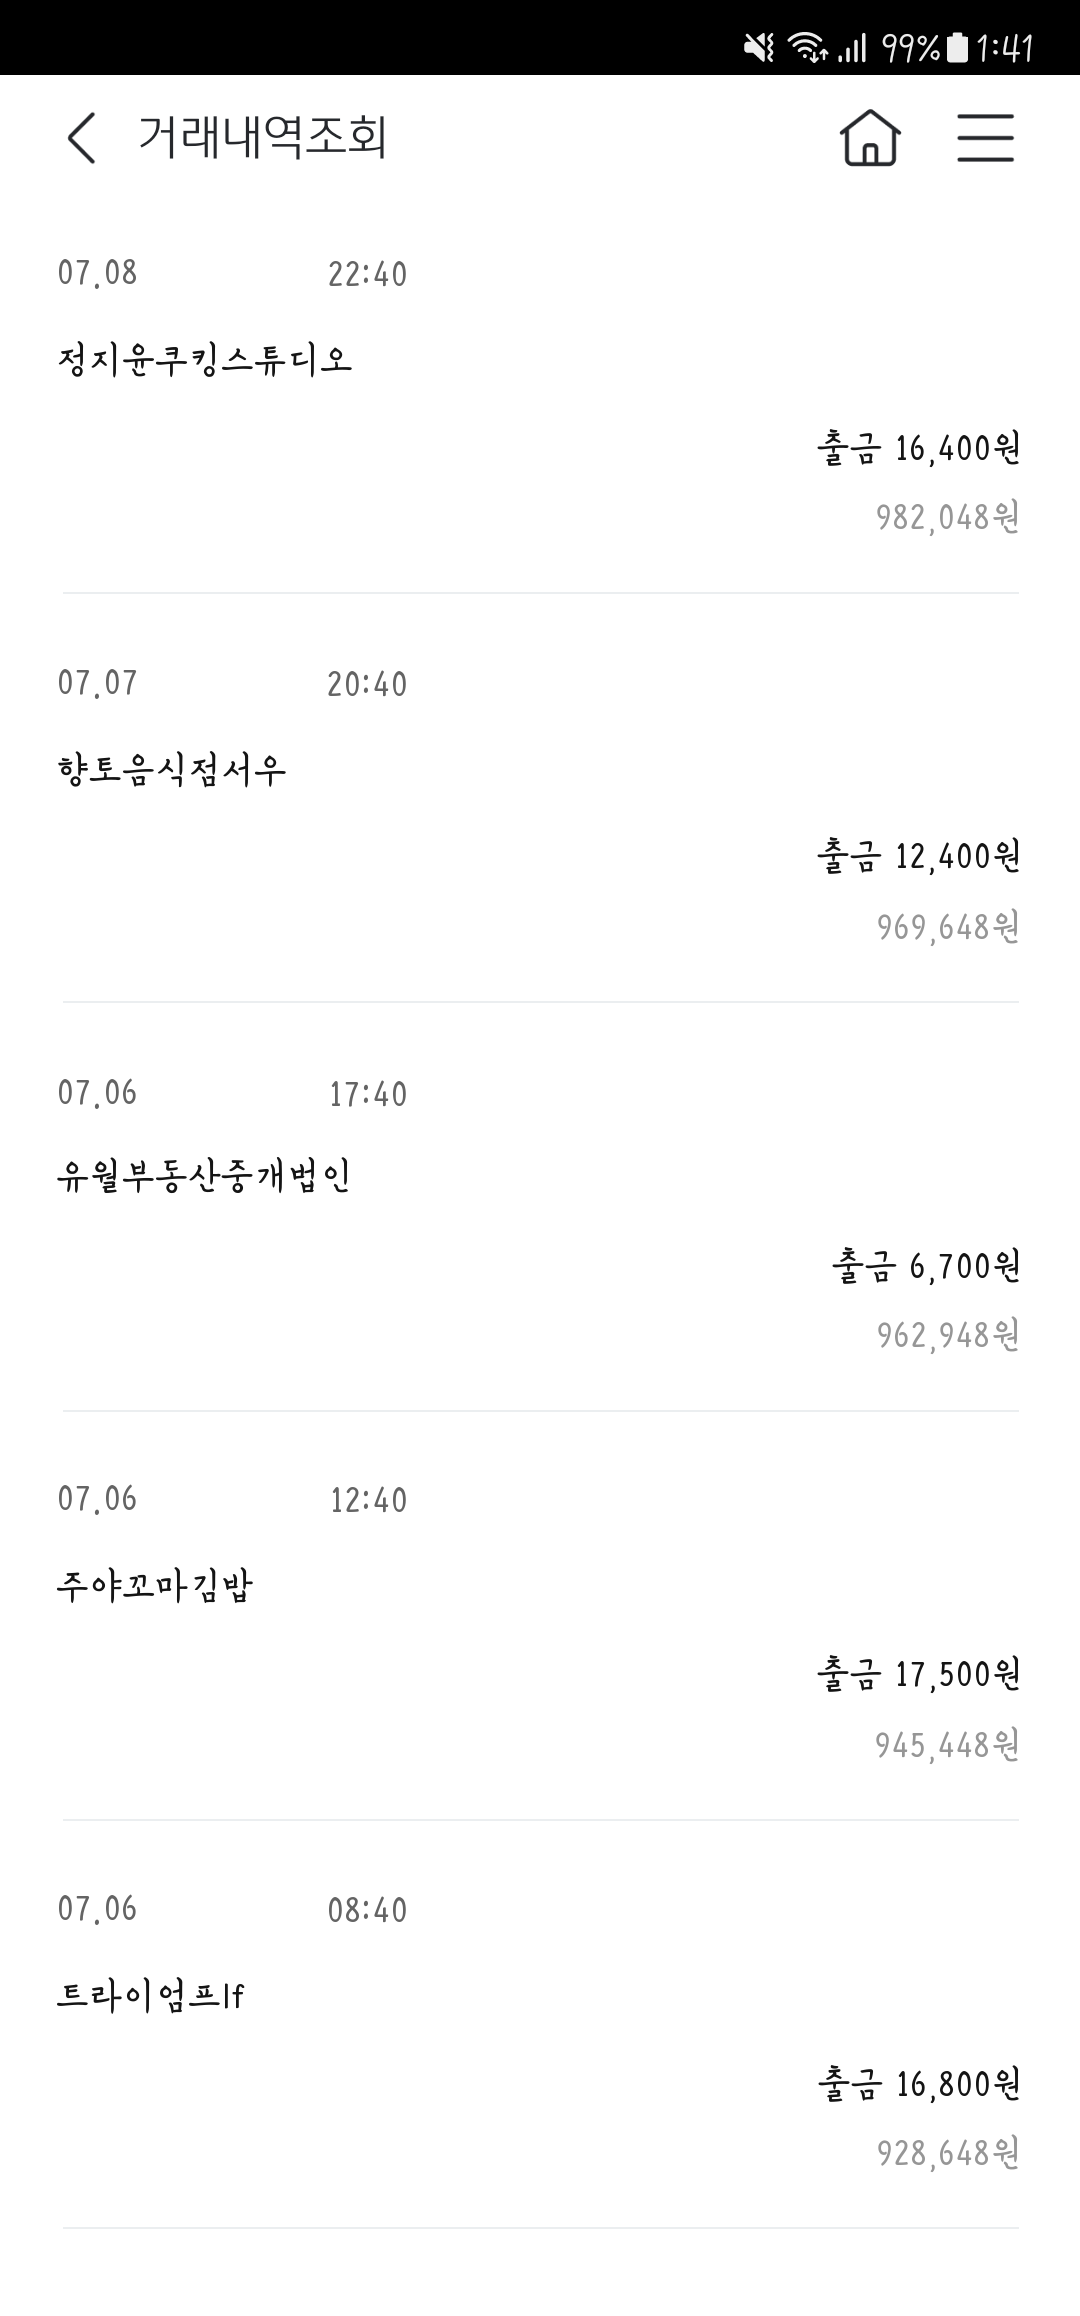 99% 1:41
거래내역조회
07.08 22:40
정지윤쿠킹스튜디오
출금 16,400원
982,048원
07.07 20:40
향토음식점서우
출금 12,400원
969,648원
07.06 17:40
유월부동산중개법인
출금 6,700원
962,948원
07.06 12:40
주야꼬마김밥
출금 17,500원
945,448원
07.06 08:40
트라이엄프lf
출금 16,800원
928,648원